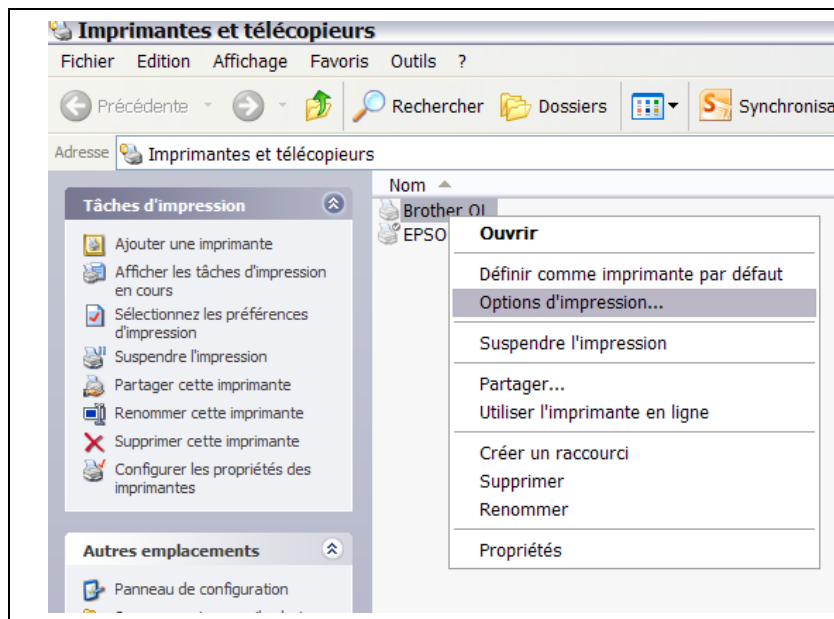 Imprimantes et télécopieurs
Fichier Edition Affichage Favoris Outils ?
Précédente Rechercher Dossiers Synchronisa
Adresse Imprimantes et télécopieurs
Tâches d'impression
Ajouter une imprimante
Afficher les tâches d'impression
en cours
Sélectionnez les préférences
d'impression
Suspendre l'impression
Partager cette imprimante
Renommer cette imprimante
Supprimer cette imprimante
Configurer les propriétés des
imprimantes
Autres emplacements
Panneau de configuration
Nom
Brother QL
EPSO
Ouvrir
Définir comme imprimante par défaut
Options d'impression...
Suspendre l'impression
Partager...
Utiliser l'imprimante en ligne
Créer un raccourci
Supprimer
Renommer
Propriétés